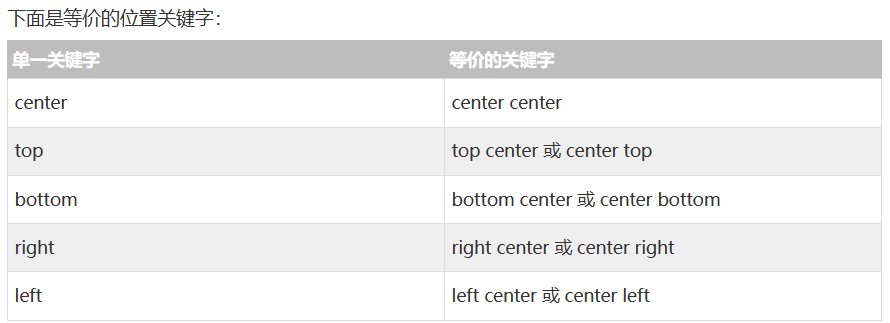 下面是等价的位置关键字：
单一关键字 等价的关键字
center center center
top top center 或 center top
bottom bottom center 或 center bottom
right right center 或 center right
left left center 或 center left